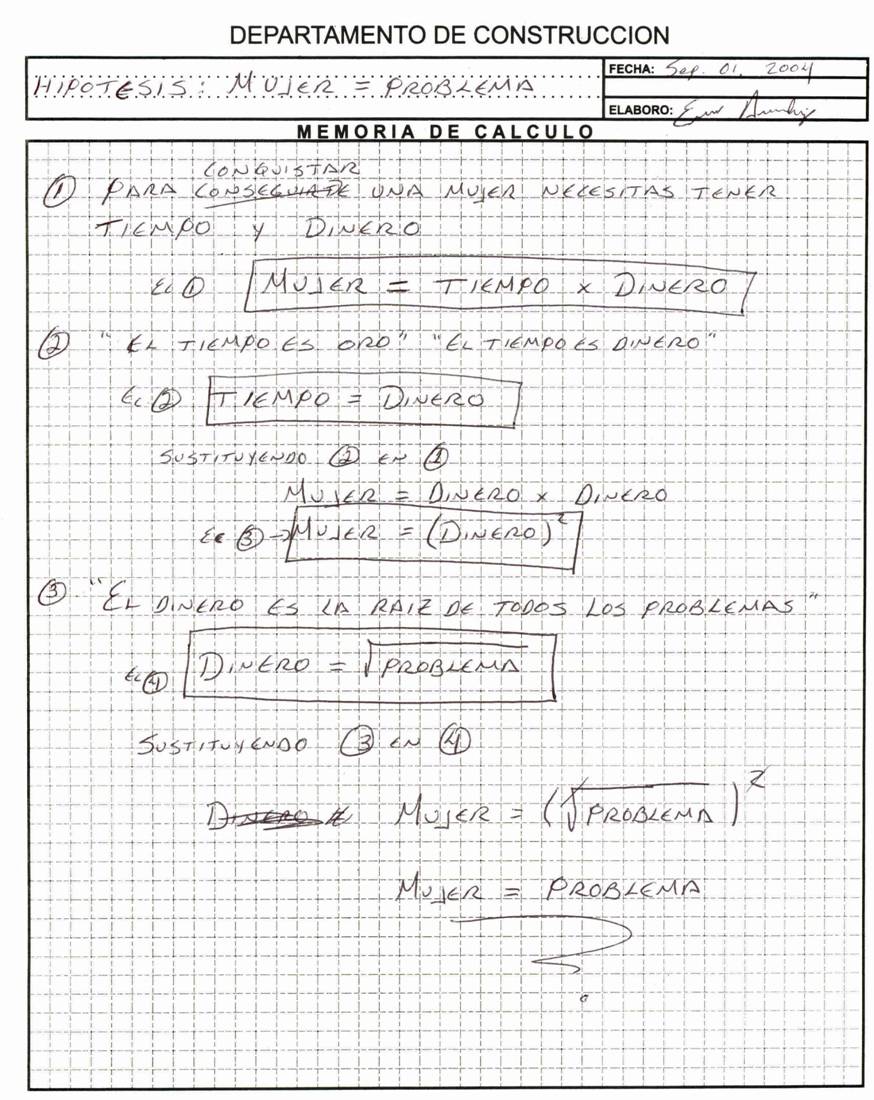 DEPARTAMENTO DE CONSTRUCCION
HIPOTESIS: MUJER = PROBLEMA
FECHA: Sep. 01, 2004
ELABORO:
MEMORIA DE CALCULO
CONQUISTAR
① PARA CONSEGUIRTE UNA MUJER NECESITAS TENER
TIEMPO Y DINERO
EC ① MUJER = TIEMPO x DINERO
② "EL TIEMPO ES ORO" "EL TIEMPO ES DINERO"
EC ② TIEMPO = DINERO
SUSTITUYENDO ② EN ①
MUJER = DINERO x DINERO
EC ③ → MUJER = (DINERO)²
③ "EL DINERO ES LA RAIZ DE TODOS LOS PROBLEMAS"
EC ④ DINERO = √PROBLEMA
SUSTITUYENDO ③ EN ④
DINERO MUJER = (√PROBLEMA)²
MUJER = PROBLEMA